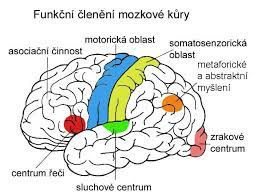 Funkční členění mozkové kůry
motorická oblast
asociační činnost
somatosenzorická
oblast
metaforické
a abstraktní
myšlení
zrakové
centrum
centrum řeči
sluchové centrum